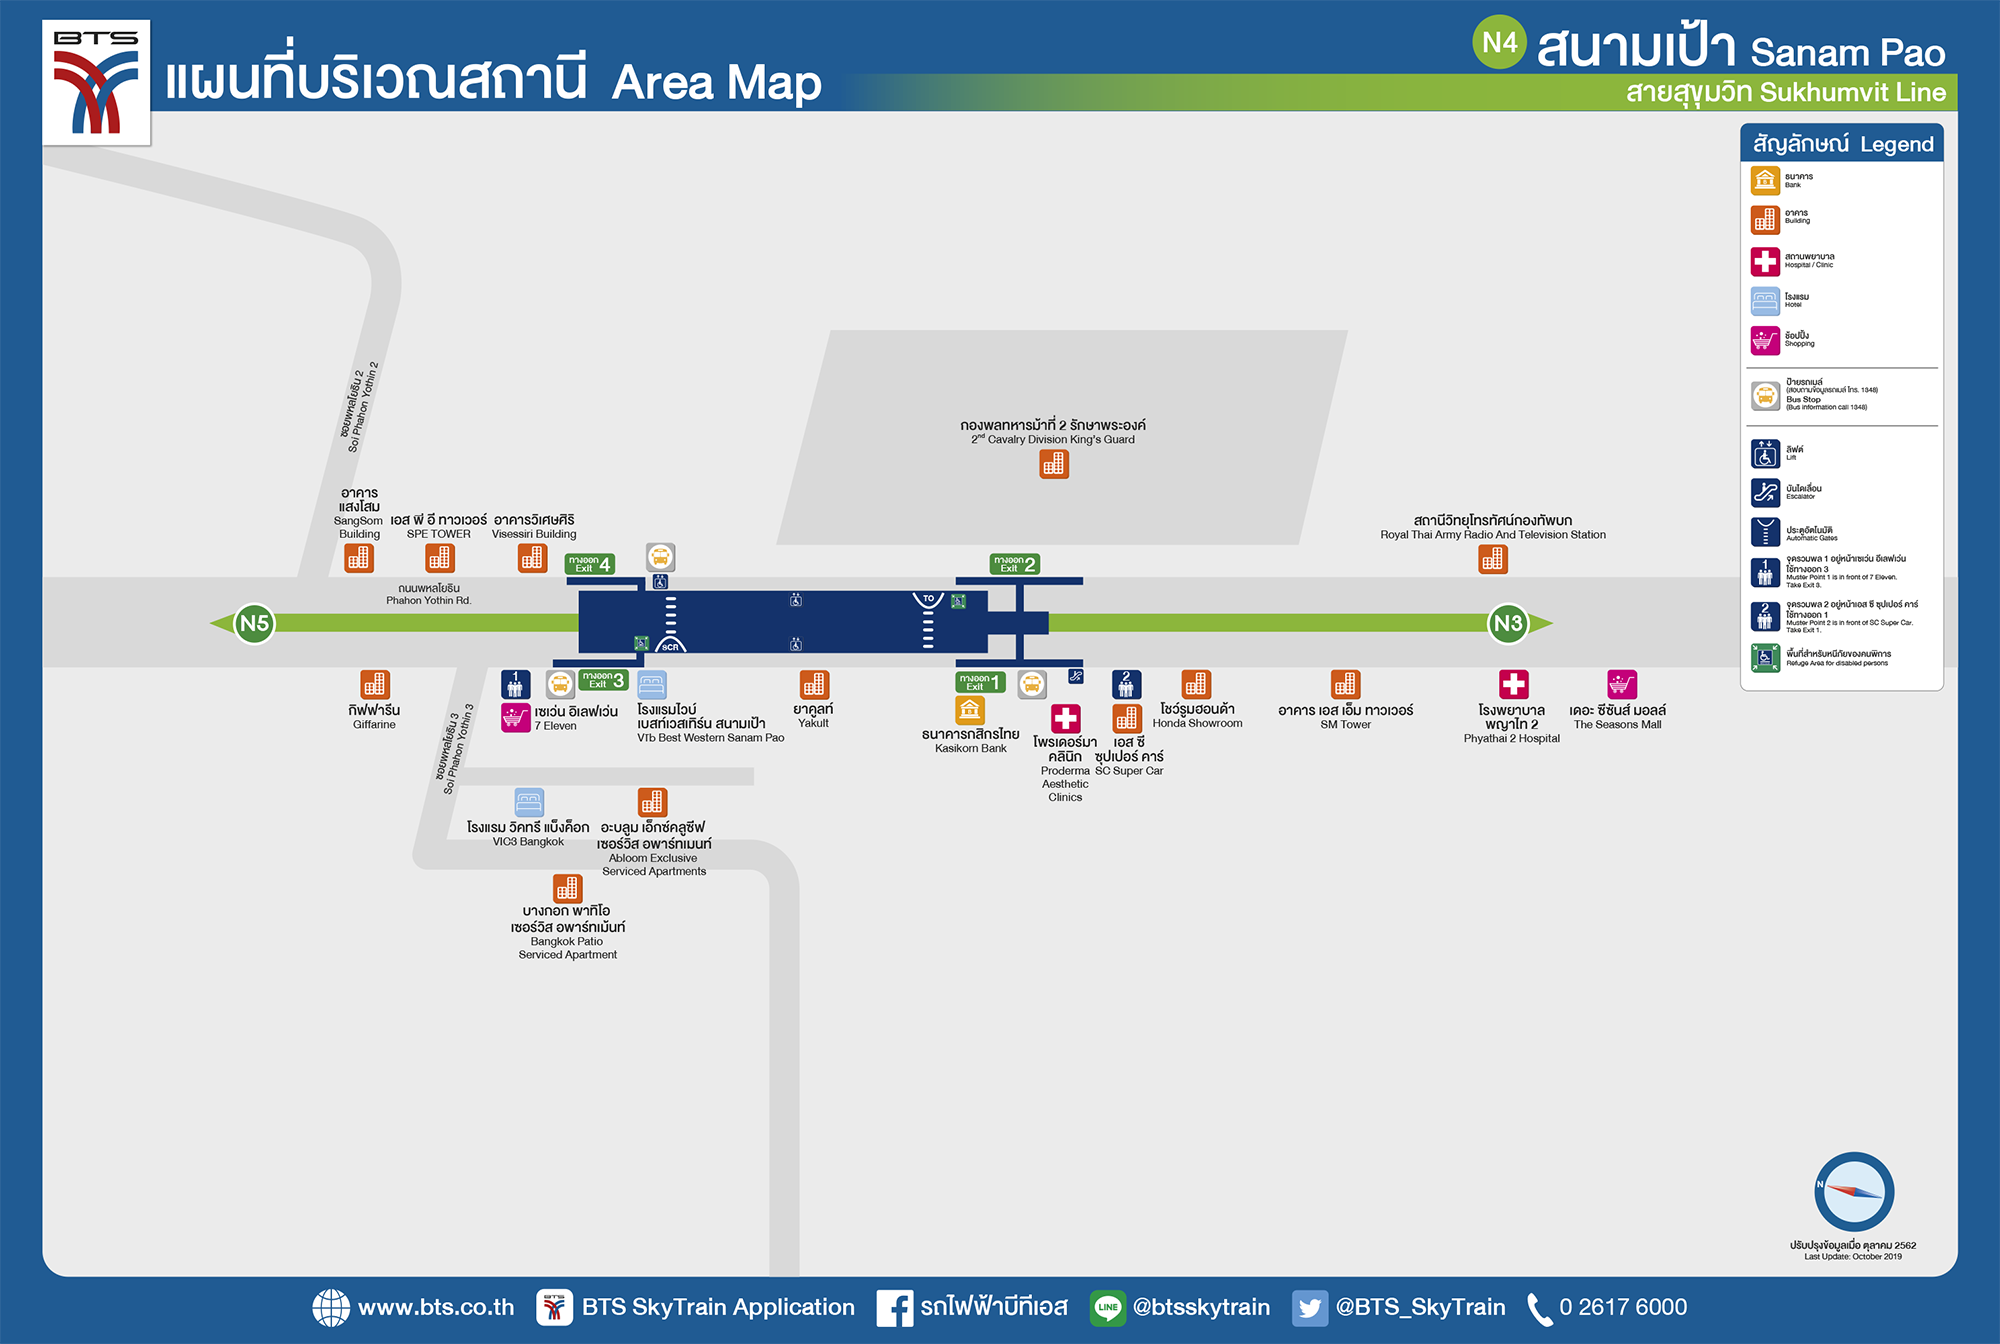 BTS
แผนที่บริเวณสถานี Area Map
N4 สนามเป้า Sanam Pao
สายสุขุมวิท Sukhumvit Line
สัญลักษณ์ Legend
ธนาคาร
Bank
อาคาร
Building
สถานพยาบาล
Hospital / Clinic
โรงแรม
Hotel
ช้อปปิ้ง
Shopping
ป้ายรถเมล์
(สอบถามข้อมูลรถเมล์ โทร. 1348)
Bus Stop
(Bus information call 1348)
ลิฟต์
Lift
บันไดเลื่อน
Escalator
ประตูอัตโนมัติ
Automatic Gates
1
จุดรวมพล 1 อยู่หน้าเซเว่น อีเลฟเว่น
ใช้ทางออก 3
Muster Point 1 is in front of 7 Eleven.
Take Exit 3.
2
จุดรวมพล 2 อยู่หน้าเอส ซี ซุปเปอร์ คาร์
ใช้ทางออก 1
Muster Point 2 is in front of SC Super Car.
Take Exit 1.
พื้นที่สำหรับหนีภัยของคนพิการ
Refuge Area for disabled persons
ซอยพหลโยธิน 2
Soi Phahon Yothin 2
กองพลทหารม้าที่ 2 รักษาพระองค์
2nd Cavalry Division King's Guard
อาคาร
แสงโสม
SangSom
Building
เอส พี อี ทาวเวอร์
SPE TOWER
อาคารวิเศษศิริ
Visessiri Building
สถานีวิทยุโทรทัศน์กองทัพบก
Royal Thai Army Radio And Television Station
ทางออก
Exit 4
ทางออก
Exit 2
ถนนพหลโยธิน
Phahon Yothin Rd.
N5
TO
SCR
N3
กิฟฟารีน
Giffarine
ซอยพหลโยธิน 3
Soi Phahon Yothin 3
1
ทางออก
Exit 3
เซเว่น อีเลฟเว่น
7 Eleven
โรงแรมไวบ์
เบสท์เวสเทิร์น สนามเป้า
VIb Best Western Sanam Pao
ยาคูลท์
Yakult
ทางออก
Exit 1
ธนาคารกสิกรไทย
Kasikorn Bank
โพรเดอร์มา
คลินิก
Proderma
Aesthetic
Clinics
2
เอส ซี
ซุปเปอร์ คาร์
SC Super Car
โชว์รูมฮอนด้า
Honda Showroom
อาคาร เอส เอ็ม ทาวเวอร์
SM Tower
โรงพยาบาล
พญาไท 2
Phyathai 2 Hospital
เดอะ ซีซันส์ มอลล์
The Seasons Mall
โรงแรม วิคทรี แบ็งค็อก
VIC3 Bangkok
อะบลูม เอ็กซ์คลูซีฟ
เซอร์วิส อพาร์ทเมนท์
Abloom Exclusive
Serviced Apartments
บางกอก พาทิโอ
เซอร์วิส อพาร์ทเม้นท์
Bangkok Patio
Serviced Apartment
N
ปรับปรุงข้อมูลเมื่อ ตุลาคม 2562
Last Update: October 2019
www.bts.co.th
BTS
BTS SkyTrain Application
รถไฟฟ้าบีทีเอส
LINE
@btsskytrain
@BTS_SkyTrain
0 2617 6000